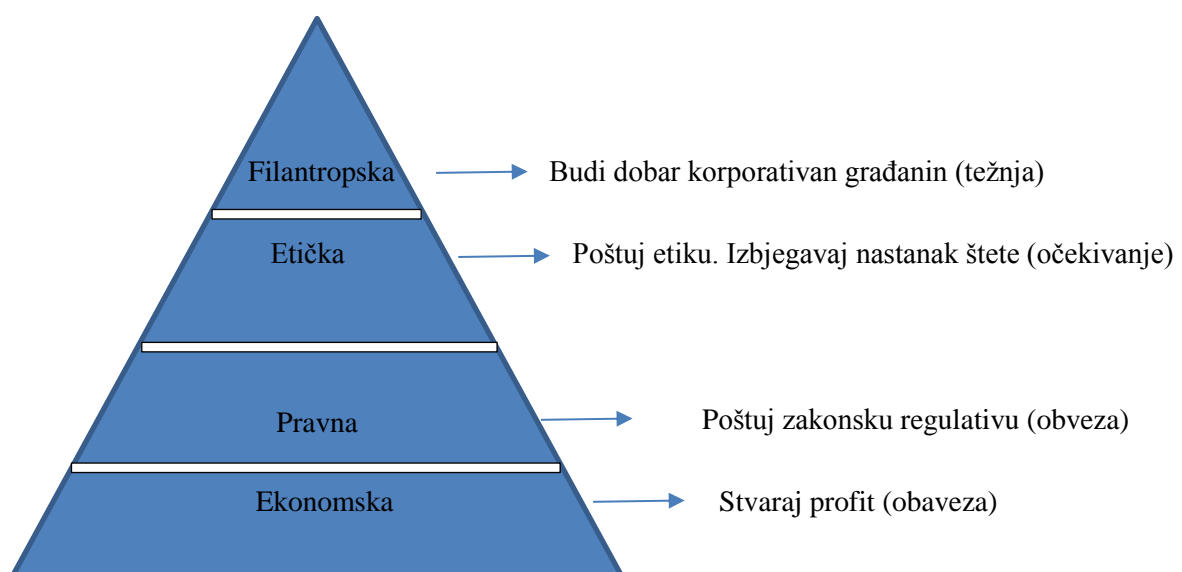 Filantropska
Budi dobar korporativan građanin (težnja)
Etička
Poštuj etiku. Izbjegavaj nastanak štete (očekivanje)
Pravna
Poštuj zakonsku regulativu (obveza)
Ekonomska
Stvaraj profit (obaveza)